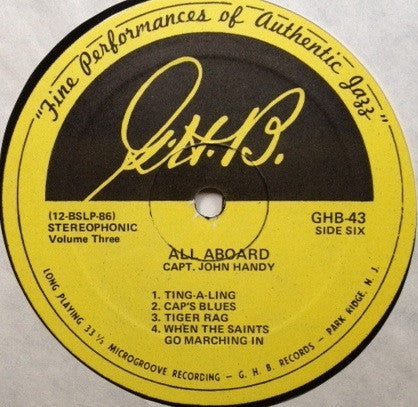 "Fine Performances of Authentic Jazz"
G.H.B.
(12-BSLP-86)
STEREOPHONIC
Volume Three
GHB-43
SIDE SIX
ALL ABOARD
CAPT. JOHN HANDY
1. TING-A-LING
2. CAP'S BLUES
3. TIGER RAG
4. WHEN THE SAINTS
GO MARCHING IN
LONG PLAYING 33 1/3 MICROGROOVE RECORDING - G. H. B. RECORDS - PARK RIDGE, N. J.